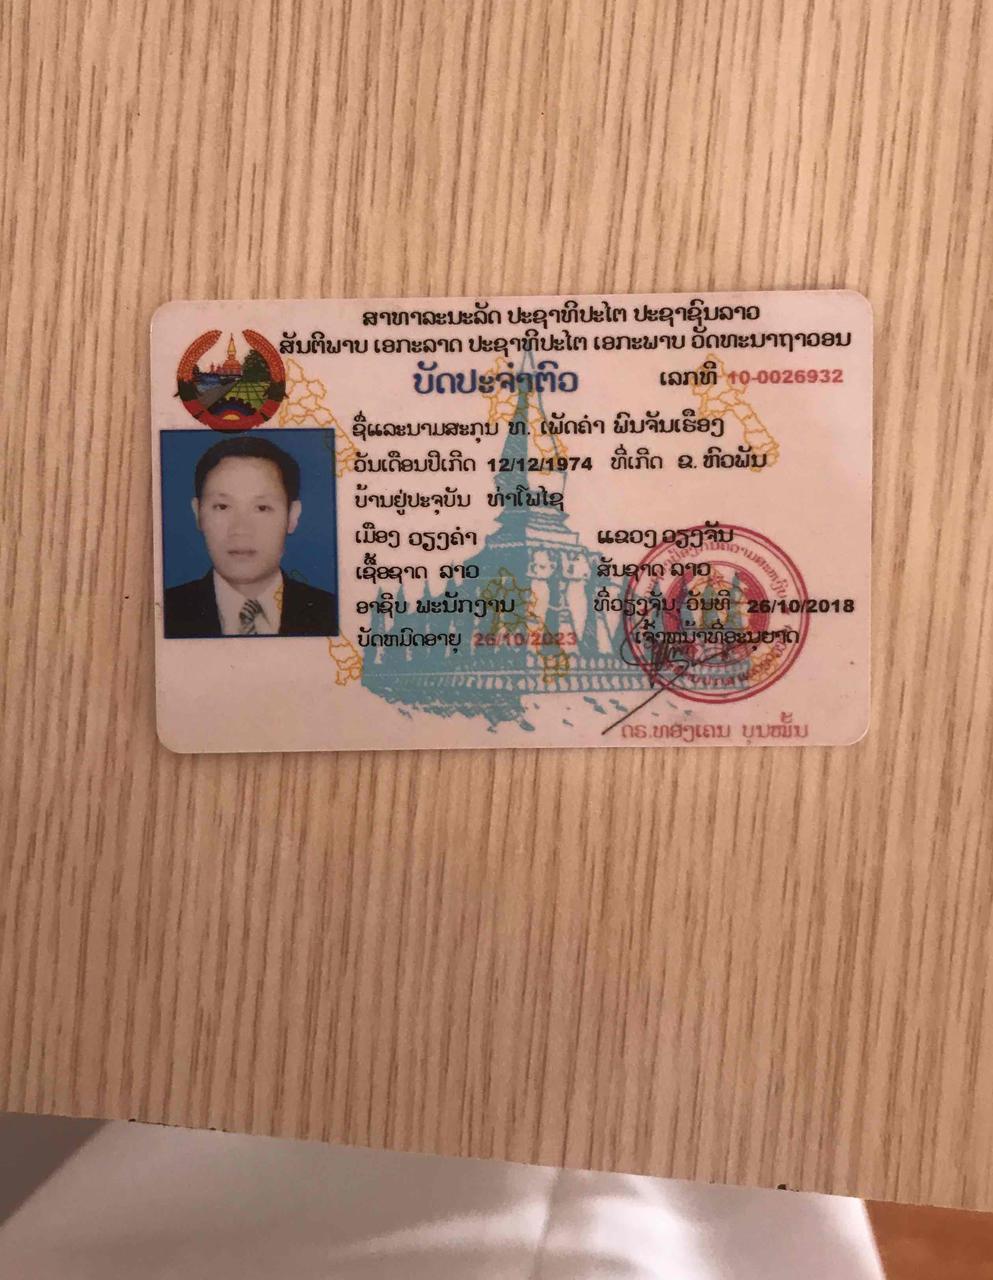 ສາທາລະນະລັດ ປະຊາທິປະໄຕ ປະຊາຊົນລາວ
ສັນຕິພາບ ເອກະລາດ ປະຊາທິປະໄຕ ເອກະພາບ ວັດທະນາຖາວອນ
ບັດປະຈຳຕົວ ເລກທີ 10-0026932
ຊື່ແລະນາມສະກຸນ ທ. ເພັດຄຳ ພົນຈັນເຮືອງ
ວັນເດືອນປີເກີດ 12/12/1974 ທີ່ເກີດ ຂ. ຫົວພັນ
ບ້ານຢູ່ປະຈຸບັນ ທ່າໂພໄຊ
ເມືອງ ວຽງຄຳ ແຂວງ ວຽງຈັນ
ເຊື້ອຊາດ ລາວ ສັນຊາດ ລາວ
ອາຊີບ ພະນັກງານ ທີ່ວຽງຈັນ, ວັນທີ 26/10/2018
ບັດຫມົດອາຍຸ 26/10/2023 ເຈົ້າຫນ້າທີ່ອະນຸຍາດ
ດຣ.ທອງເຄນ ບຸນໝັ້ນ